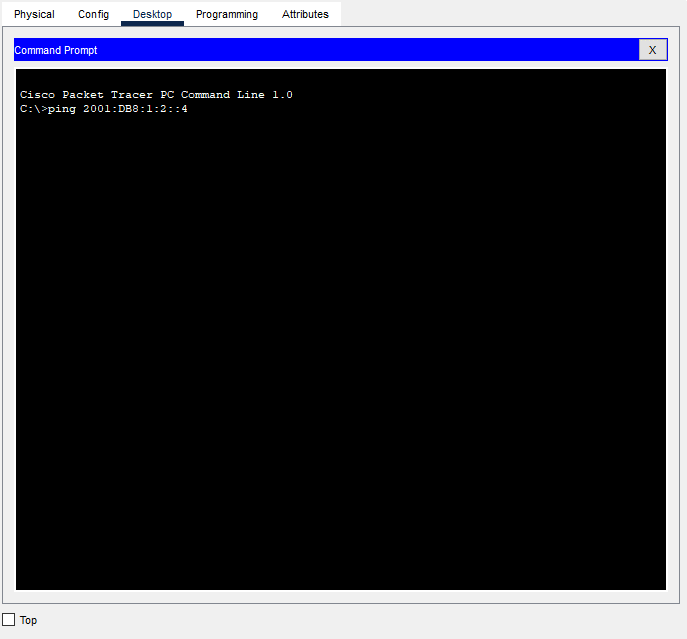 Physical Config Desktop Programming Attributes
Command Prompt X
Cisco Packet Tracer PC Command Line 1.0
C:\>ping 2001:DB8:1:2::4
Top